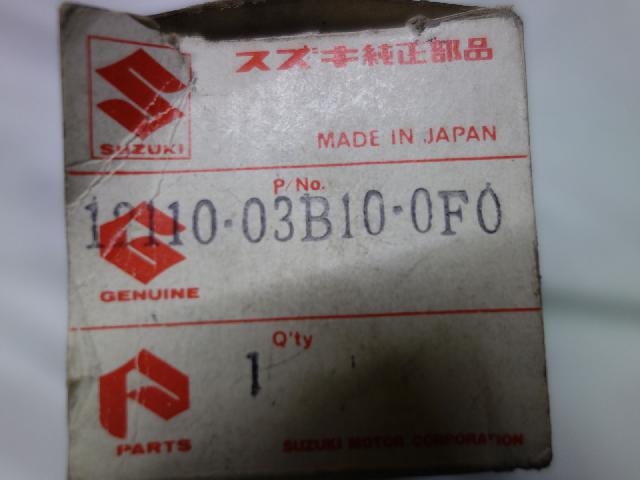 スズキ純正部品
SUZUKI
MADE IN JAPAN
P/No.
12110-03B10-0F0
GENUINE
Q'ty
1
PARTS
SUZUKI MOTOR CORPORATION